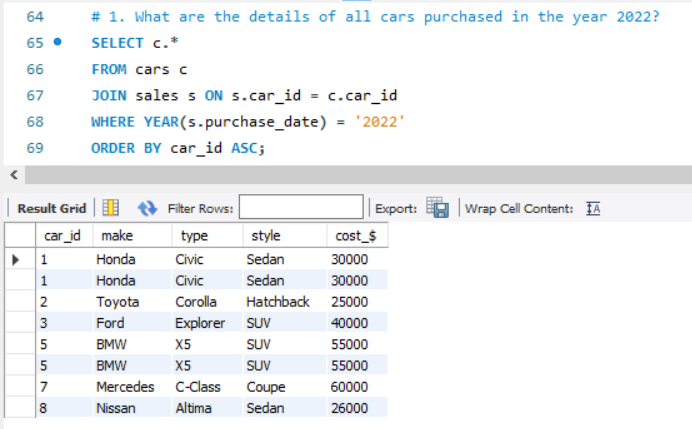 64 # 1. What are the details of all cars purchased in the year 2022?
65 SELECT c.*
66 FROM cars c
67 JOIN sales s ON s.car_id = c.car_id
68 WHERE YEAR(s.purchase_date) = '2022'
69 ORDER BY car_id ASC;
Result Grid Filter Rows: Export: Wrap Cell Content: IA
car_id make type style cost_$
1 Honda Civic Sedan 30000
1 Honda Civic Sedan 30000
2 Toyota Corolla Hatchback 25000
3 Ford Explorer SUV 40000
5 BMW X5 SUV 55000
5 BMW X5 SUV 55000
7 Mercedes C-Class Coupe 60000
8 Nissan Altima Sedan 26000